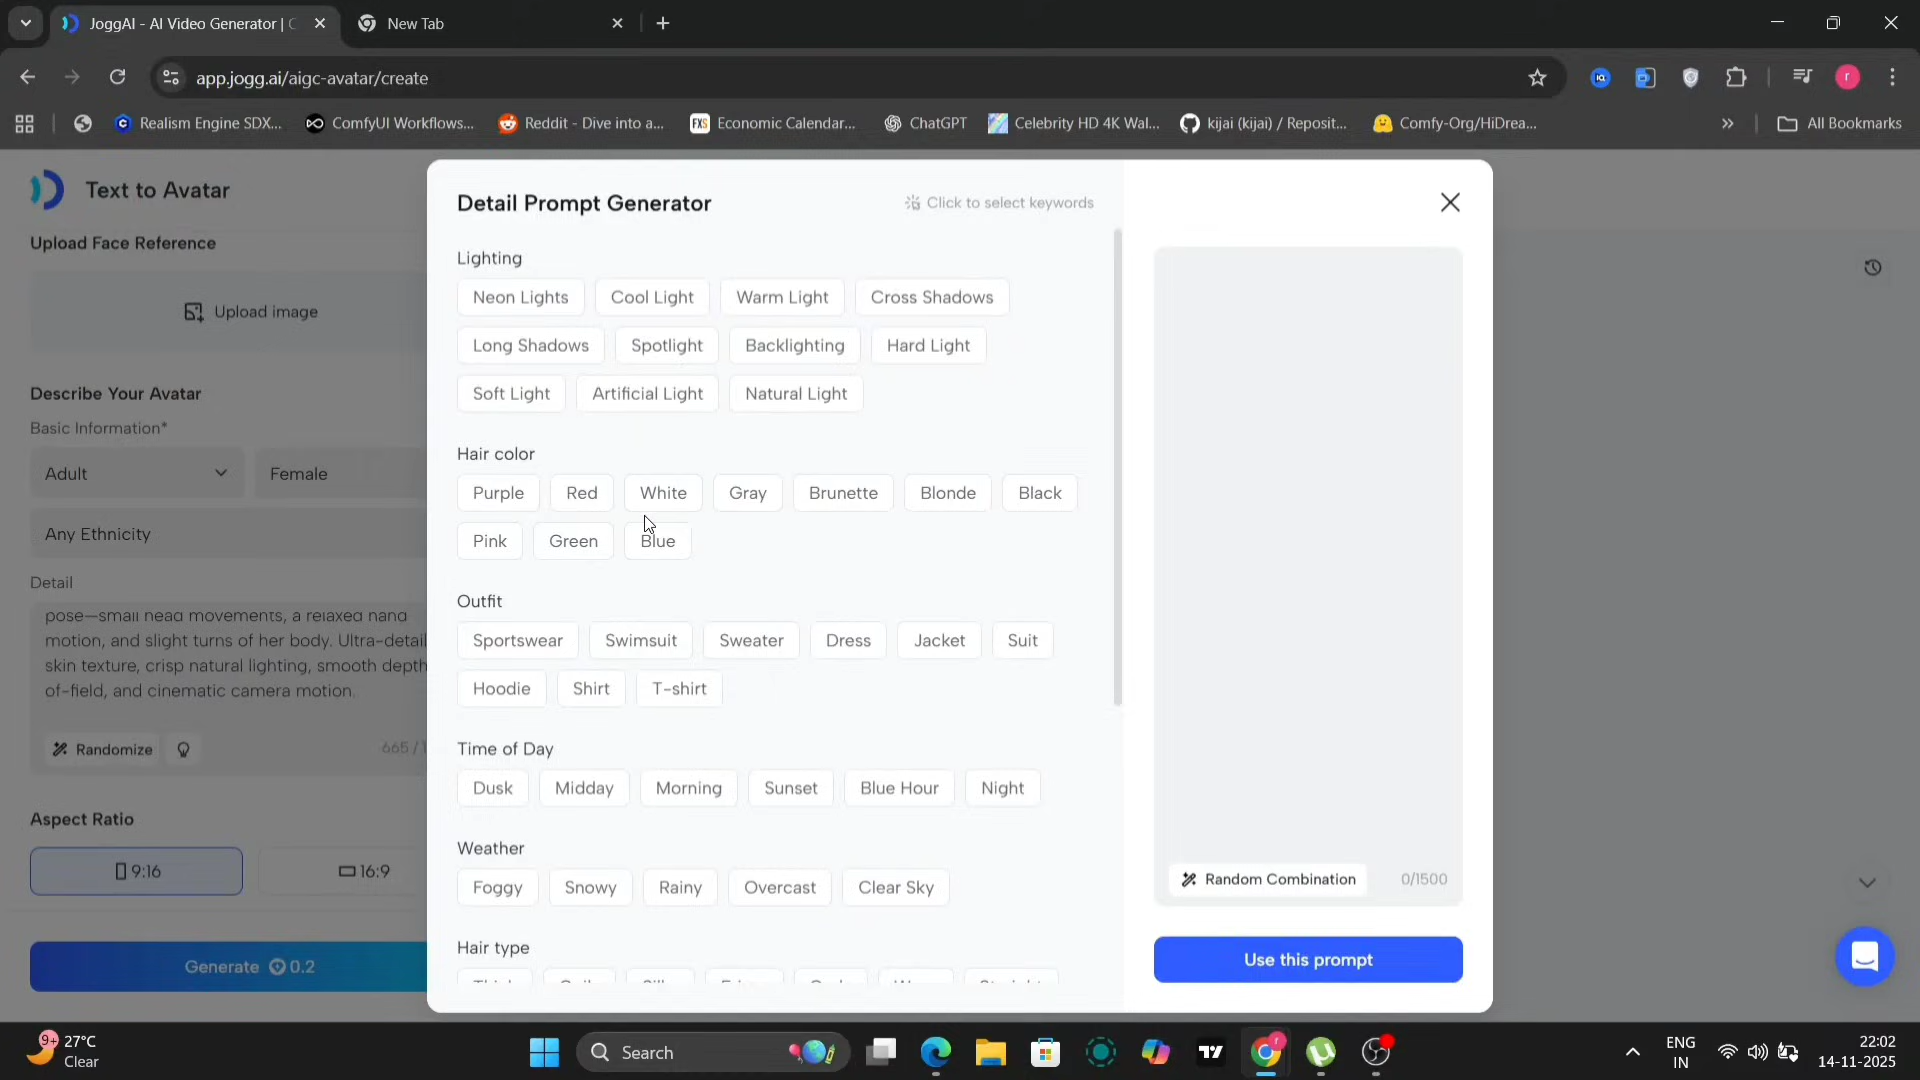 JoggAI - AI Video Generator | C
New Tab
app.jogg.ai/aigc-avatar/create
r
Realism Engine SDX...
ComfyUI Workflows...
Reddit - Dive into a...
FXS Economic Calendar...
ChatGPT
Celebrity HD 4K Wal...
kijai (kijai) / Reposit...
Comfy-Org/HiDrea...
All Bookmarks
Text to Avatar
Upload Face Reference
Upload image
Describe Your Avatar
Basic Information*
Adult
Female
Any Ethnicity
Detail
pose—small head movements, a relaxed hand
motion, and slight turns of her body. Ultra-detail
skin texture, crisp natural lighting, smooth depth
of-field, and cinematic camera motion.
Randomize
665 / 1
Aspect Ratio
9:16
16:9
Generate 0.2
Detail Prompt Generator
Click to select keywords
Lighting
Neon Lights Cool Light Warm Light Cross Shadows
Long Shadows Spotlight Backlighting Hard Light
Soft Light Artificial Light Natural Light
Hair color
Purple Red White Gray Brunette Blonde Black
Pink Green Blue
Outfit
Sportswear Swimsuit Sweater Dress Jacket Suit
Hoodie Shirt T-shirt
Time of Day
Dusk Midday Morning Sunset Blue Hour Night
Weather
Foggy Snowy Rainy Overcast Clear Sky
Hair type
Random Combination
0/1500
Use this prompt
9+
27°C
Clear
Search
ENG
IN
22:02
14-11-2025